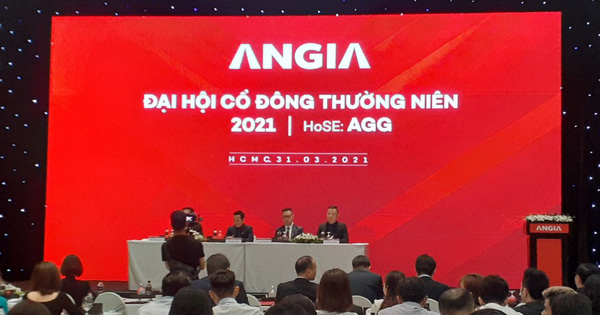 ANGIA
ĐẠI HỘI CỔ ĐÔNG THƯỜNG NIÊN
2021 | HoSE: AGG
HCMC, 31.03.2021
ANGIA